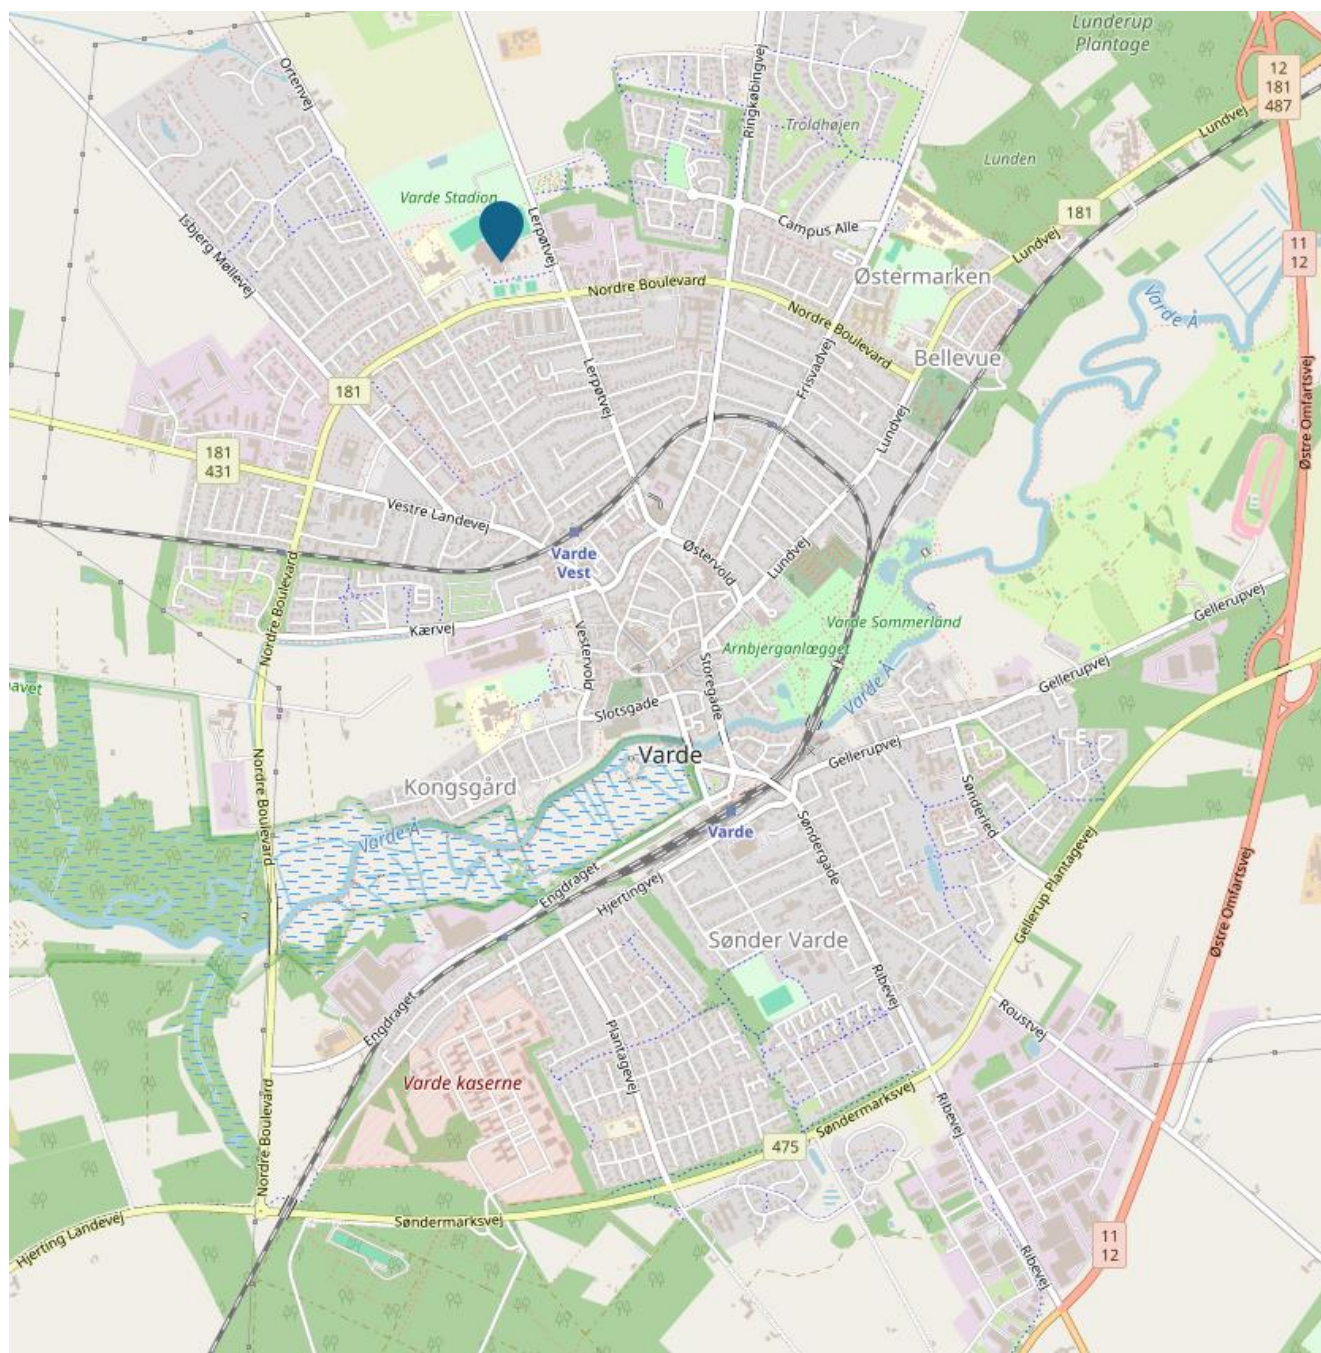 Lunderup
Plantage
Ortenvej
Ringkøbingvej
12
181
487
Lundvej
Troldhøjen
Lunden
Varde Stadion
Isbjerg Møllevej
Lerpøtvej
Campus Alle
181
Lundvej
11
12
Østermarken
Nordre Boulevard
Varde Å
Nordre Boulevard
Bellevue
Lerpøtvej
Frisvadvej
181
Lundvej
Østre Omfartsvej
181
431
Vestre Landevej
Varde
Vest
Østervold
Lundvej
Nordre Boulevard
Kærvej
Vestervold
Varde Sommerland
Arnbjerganlægget
Gellerupvej
Storegade
Gellerupvej
avet
Varde Å
Slotsgade
Varde
Gellerupvej
Nordre Boulevard
Kongsgård
Sønderled
Varde Å
Varde
Søndergade
Engdraget
Hjertingvej
Gellerup Plantagevej
Østre Omfartsvej
Sønder Varde
Ribevej
Engdraget
Roustvej
Plantagevej
Varde kaserne
Nordre Boulevard
Søndermarksvej
Ribevej
475
Hjerting Landevej
Søndermarksvej
11
12
Ribevej